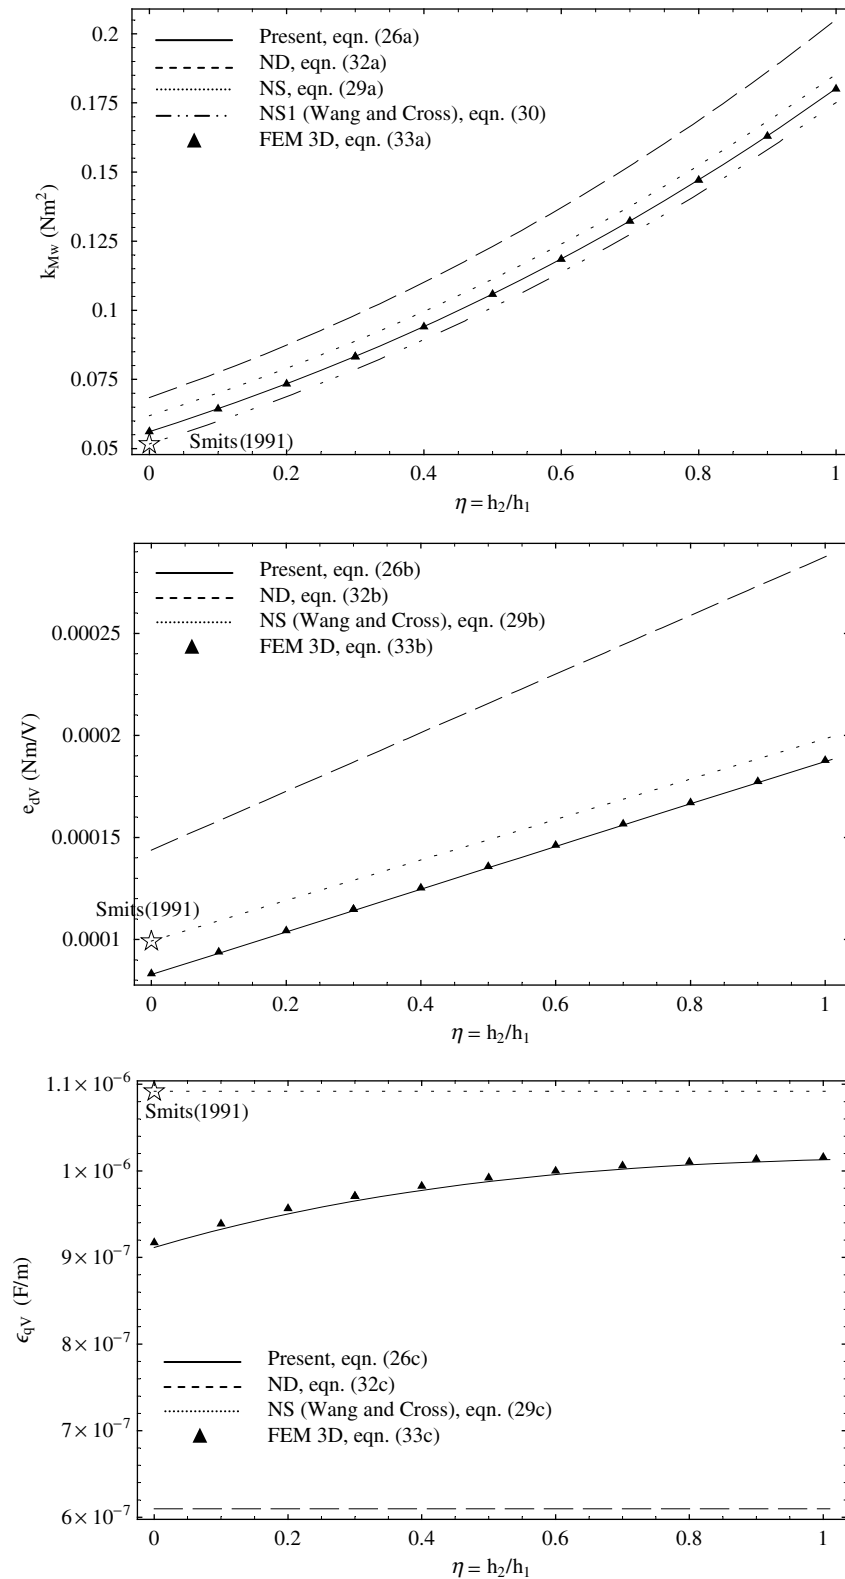 0.2
0.175
0.15
0.125
0.1
0.075
0.05
k_Mw (Nm²)
Present, eqn. (26a)
ND, eqn. (32a)
NS, eqn. (29a)
NS1 (Wang and Cross), eqn. (30)
FEM 3D, eqn. (33a)
Smits(1991)
0 0.2 0.4 0.6 0.8 1
η = h₂/h₁
0.00025
0.0002
0.00015
0.0001
e_dV (Nm/V)
Present, eqn. (26b)
ND, eqn. (32b)
NS (Wang and Cross), eqn. (29b)
FEM 3D, eqn. (33b)
Smits(1991)
0 0.2 0.4 0.6 0.8 1
η = h₂/h₁
1.1 × 10⁻⁶
1 × 10⁻⁶
9 × 10⁻⁷
8 × 10⁻⁷
7 × 10⁻⁷
6 × 10⁻⁷
ϵ_qV (F/m)
Smits(1991)
Present, eqn. (26c)
ND, eqn. (32c)
NS (Wang and Cross), eqn. (29c)
FEM 3D, eqn. (33c)
0 0.2 0.4 0.6 0.8 1
η = h₂/h₁